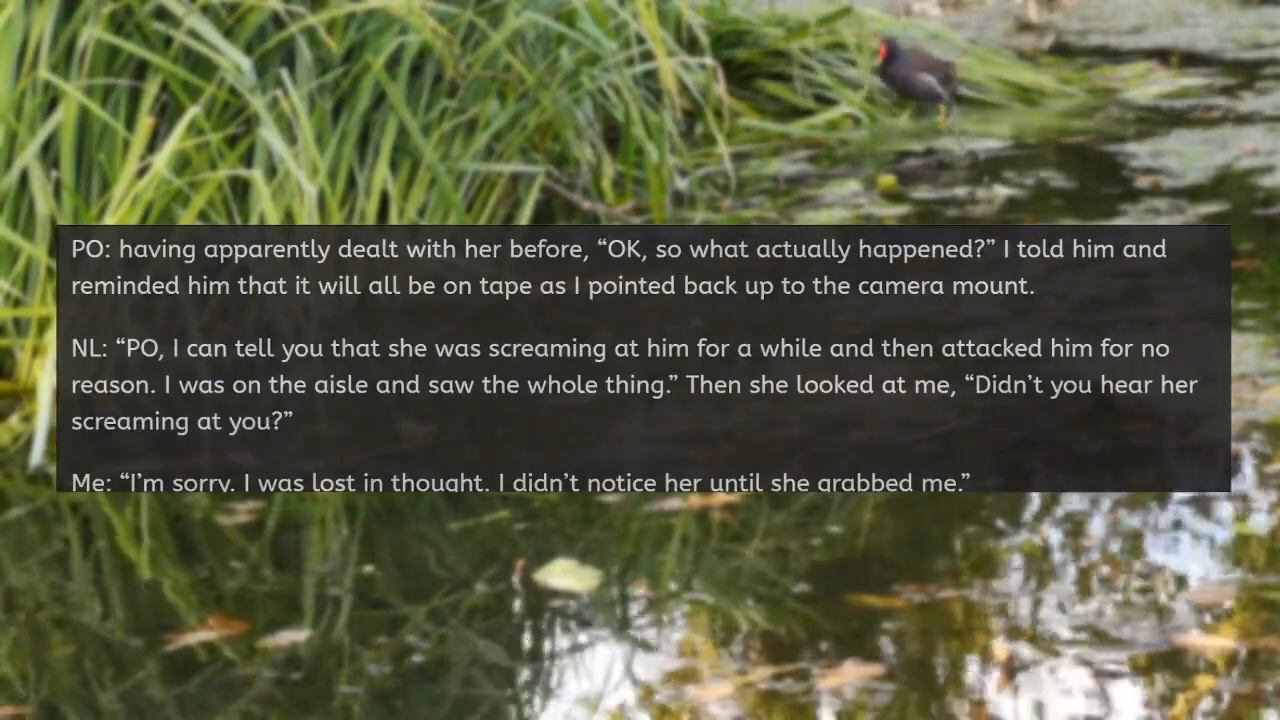 PO: having apparently dealt with her before, “OK, so what actually happened?” I told him and
reminded him that it will all be on tape as I pointed back up to the camera mount.
NL: “PO, I can tell you that she was screaming at him for a while and then attacked him for no
reason. I was on the aisle and saw the whole thing.” Then she looked at me, “Didn’t you hear her
screaming at you?”
Me: “I’m sorry. I was lost in thought. I didn’t notice her until she grabbed me.”